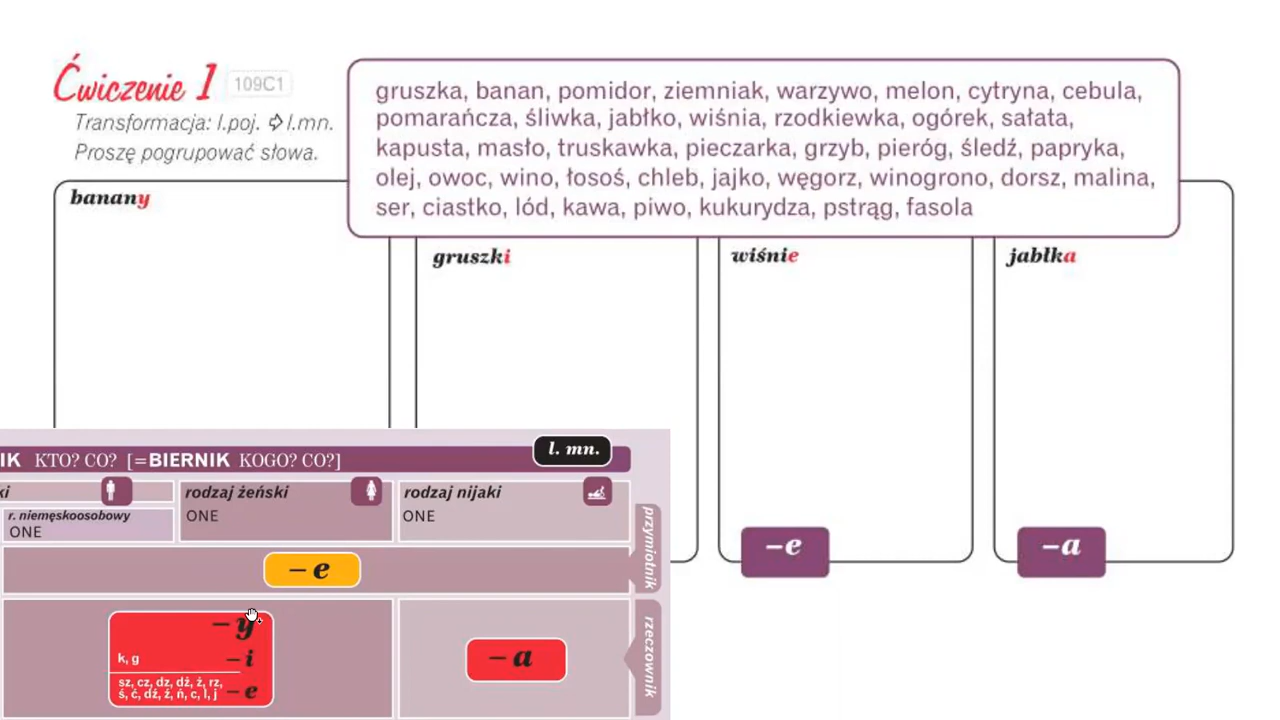 Ćwiczenie 1 109C1
Transformacja: l.poj. ➪ l.mn.
Proszę pogrupować słowa.
gruszka, banan, pomidor, ziemniak, warzywo, melon, cytryna, cebula,
pomarańcza, śliwka, jabłko, wiśnia, rzodkiewka, ogórek, sałata,
kapusta, masło, truskawka, pieczarka, grzyb, pieróg, śledź, papryka,
olej, owoc, wino, łosoś, chleb, jajko, węgorz, winogrono, dorsz, malina,
ser, ciastko, lód, kawa, piwo, kukurydza, pstrąg, fasola
banany
gruszki
wiśnie
jabłka
–e
–a
l. mn.
IK KTO? CO? [=BIERNIK KOGO? CO?]
ki
rodzaj żeński
rodzaj nijaki
r. niemęskoosobowy
ONE
ONE
ONE
przymiotnik
–e
–y
k, g –i
sz, cz, dz, dż, ż, rz,
ś, ć, dź, ź, ń, c, l, j –e
–a
rzeczownik